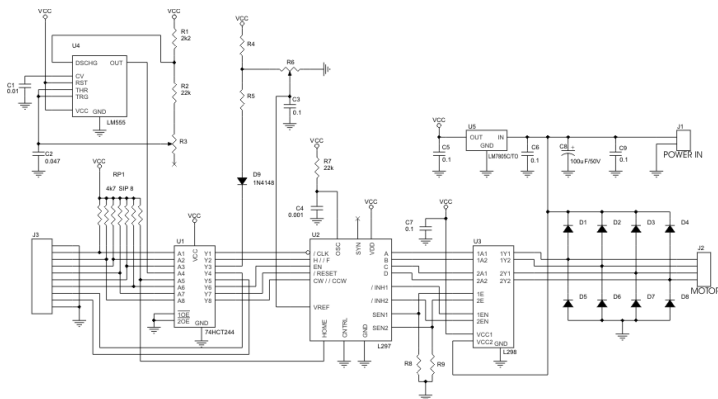 VCC
VCC
VCC
R1
2k2
U4
DSCHG OUT
CV
RST
THR
TRG
VCC GND
LM555
C1
0.01
R2
22k
R3
C2
0.047
R4
R6
R5
C3
0.1
D9
1N4148
VCC
R7
22k
C4
0.001
VCC
U5
OUT IN
GND
LM7805C/TO
C5
0.1
C6
0.1
C8
+
100uF/50V
C9
0.1
J1
POWER IN
VCC
RP1
4k7 SIP 8
J3
VCC
U1
VCC
A1 Y1
A2 Y2
A3 Y3
A4 Y4
A5 Y5
A6 Y6
A7 Y7
A8 Y8
1OE
2OE
GND
74HCT244
U2
OSC
SYN
VDD
VCC
/ CLK A
H / / F B
EN C
/ RESET D
CW / / CCW
/ INH1
/ INH2
VREF
SEN1
SEN2
HOME
CNTRL
GND
L297
VCC
C7
0.1
U3
1A1 1Y1
1A2 1Y2
2A1 2Y1
2A2 2Y2
1E
2E
1EN
2EN
VCC1
VCC2 GND
L298
R8
R9
D1
D2
D3
D4
D5
D6
D7
D8
J2
MOTOR